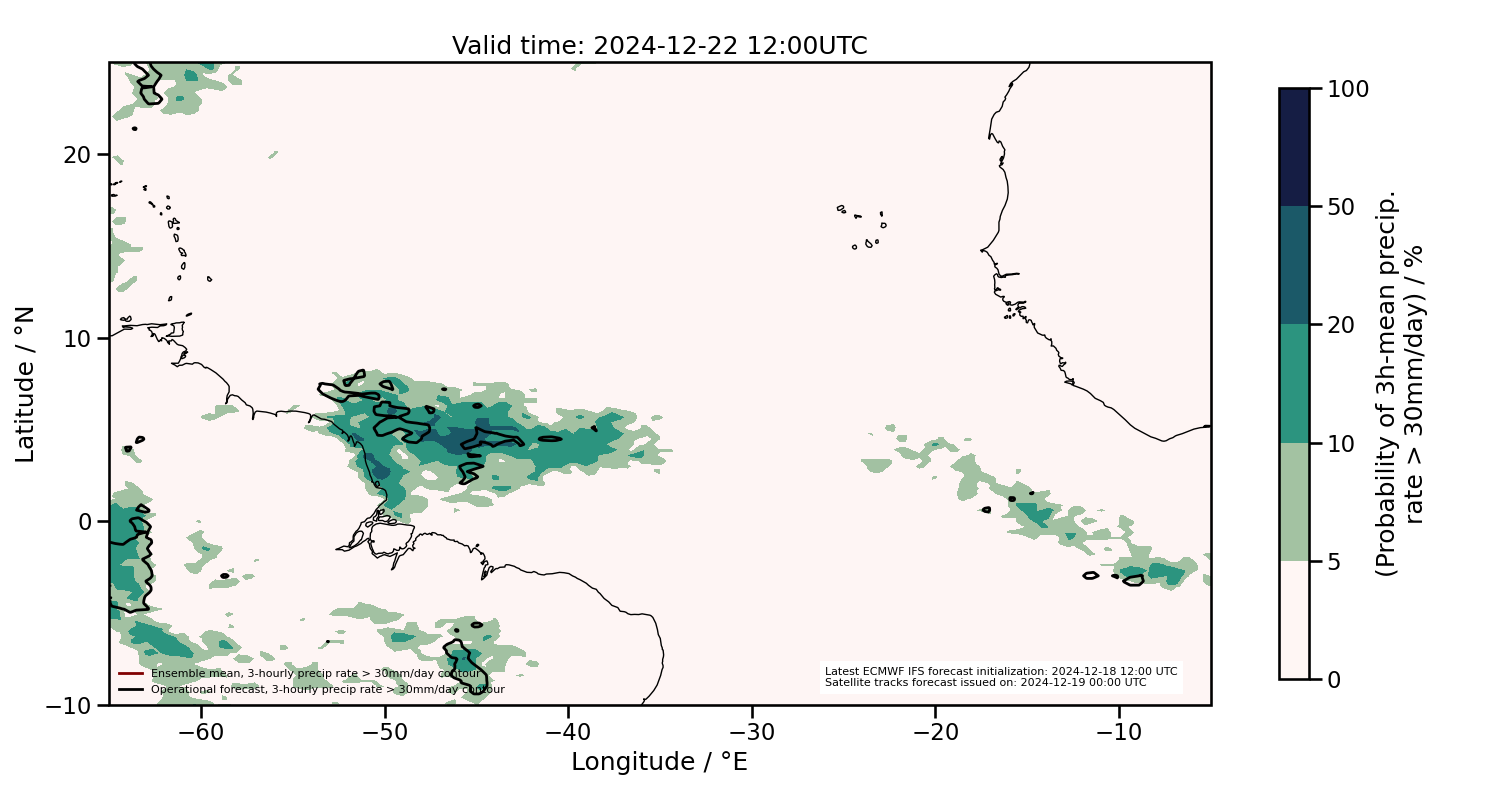 Valid time: 2024-12-22 12:00UTC
Latitude / °N
20
10
0
−10
−60
−50
−40
−30
−20
−10
Longitude / °E
Ensemble mean, 3-hourly precip rate > 30mm/day contour
Operational forecast, 3-hourly precip rate > 30mm/day contour
Latest ECMWF IFS forecast initialization: 2024-12-18 12:00 UTC
Satellite tracks forecast issued on: 2024-12-19 00:00 UTC
100
50
20
10
5
0
(Probability of 3h-mean precip.
rate > 30mm/day) / %